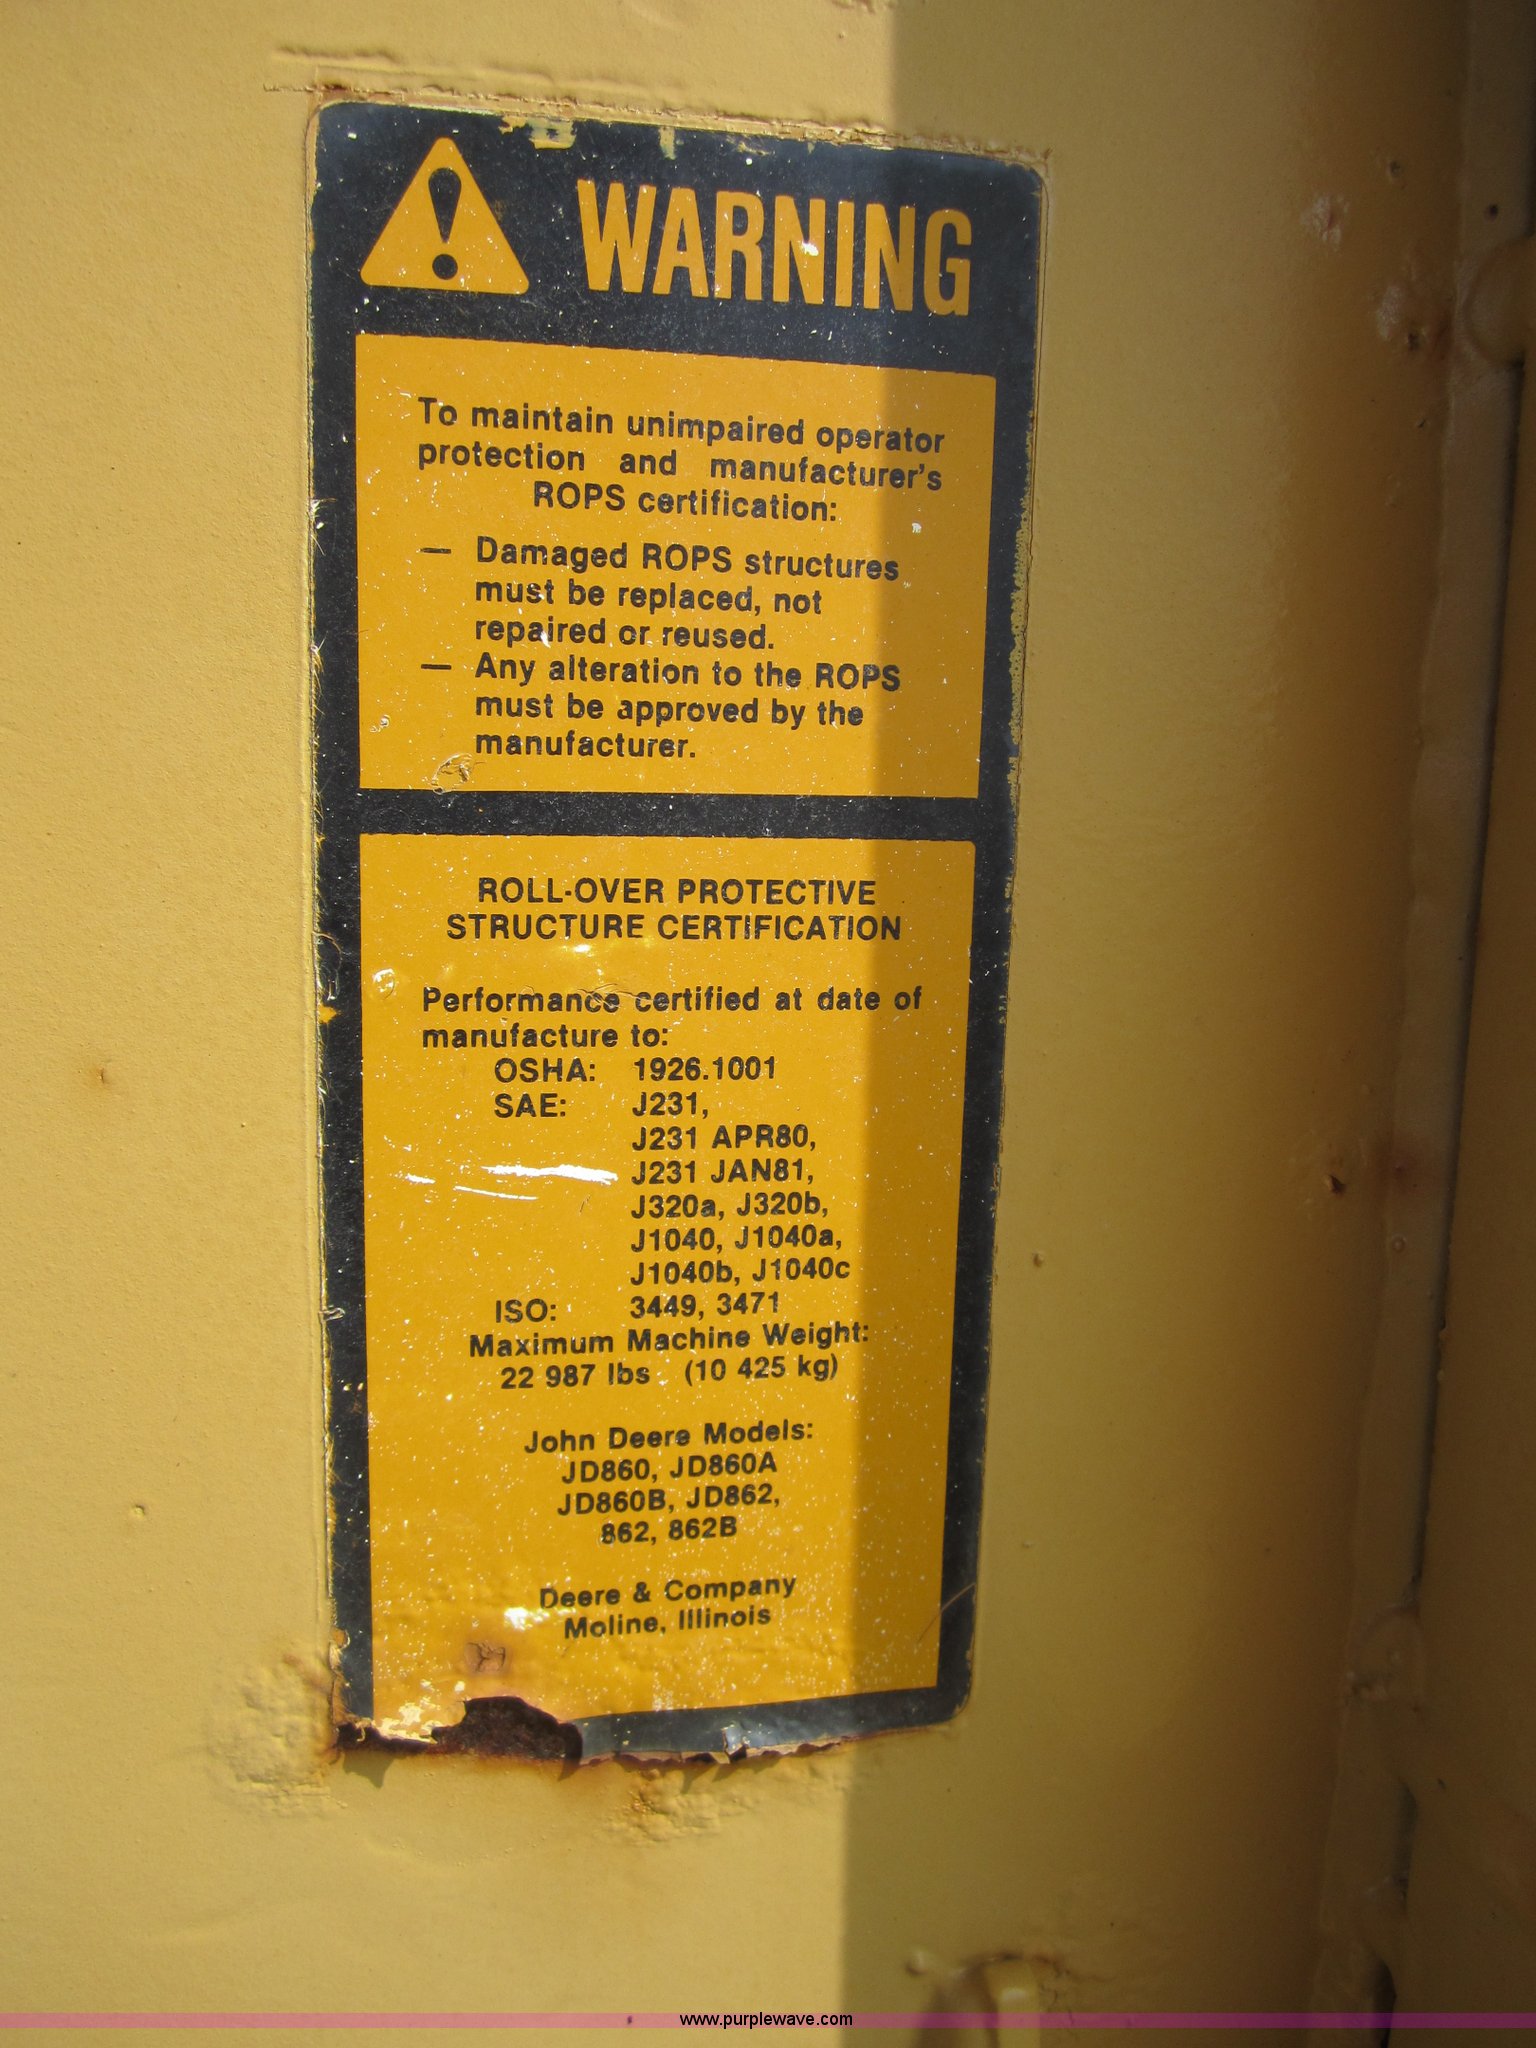 WARNING
To maintain unimpaired operator
protection and manufacturer's
ROPS certification:
— Damaged ROPS structures
must be replaced, not
repaired or reused.
— Any alteration to the ROPS
must be approved by the
manufacturer.
ROLL-OVER PROTECTIVE
STRUCTURE CERTIFICATION
Performance certified at date of
manufacture to:
OSHA: 1926.1001
SAE: J231,
J231 APR80,
J231 JAN81,
J320a, J320b,
J1040, J1040a,
J1040b, J1040c
ISO: 3449, 3471
Maximum Machine Weight:
22 987 lbs (10 425 kg)
John Deere Models:
JD860, JD860A
JD860B, JD862,
862, 862B
Deere & Company
Moline, Illinois
www.purplewave.com